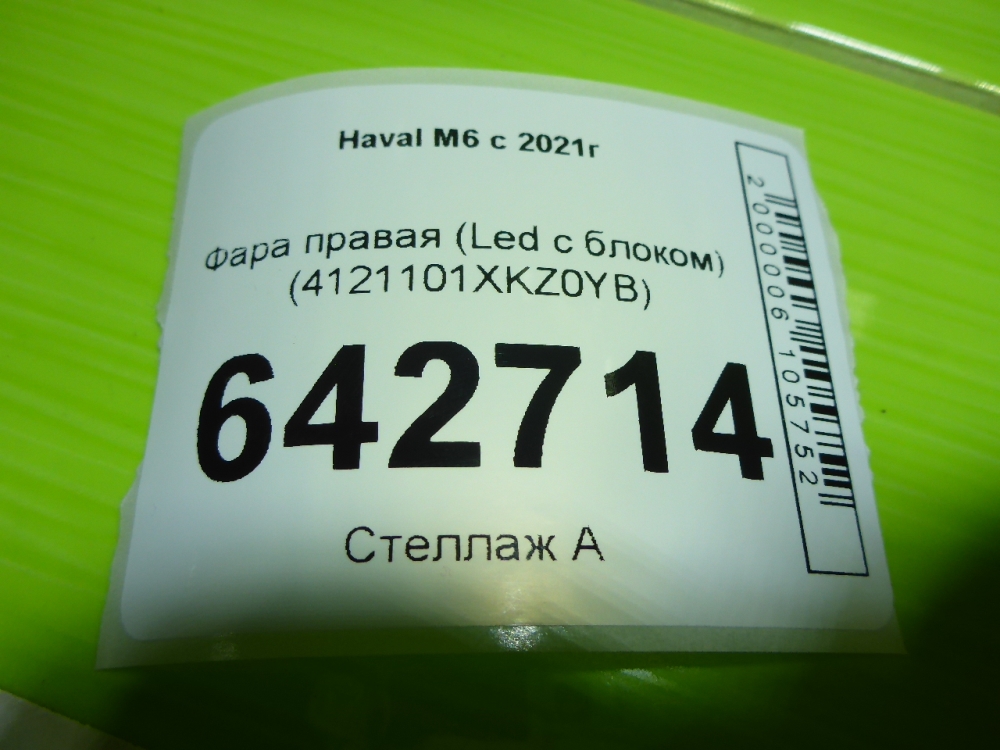 Haval M6 с 2021г
Фара правая (Led с блоком)
(4121101XKZ0YB)
642714
Стеллаж А
2000006105752